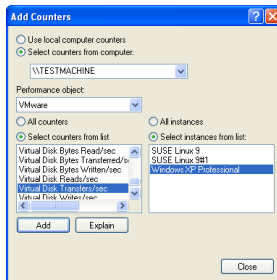 Add Counters
Use local computer counters
Select counters from computer:
\\TESTMACHINE
Performance object:
VMware
All counters
All instances
Select counters from list
Select instances from list:
Virtual Disk Bytes Read/sec
Virtual Disk Bytes Transferred/s
Virtual Disk Bytes Written/sec
Virtual Disk Reads/sec
Virtual Disk Transfers/sec
Virtual Disk Writes/sec
SUSE Linux 9
SUSE Linux 9#1
Windows XP Professional
Add
Explain
Close